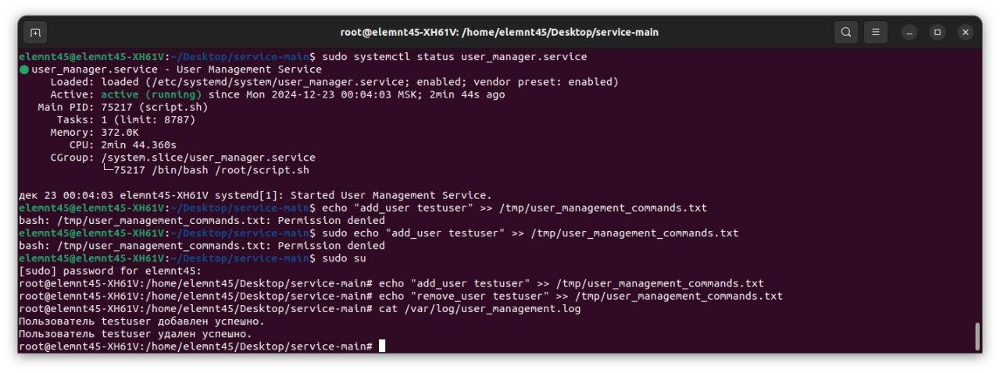 root@elemnt45-XH61V: /home/elemnt45/Desktop/service-main
elemnt45@elemnt45-XH61V:~/Desktop/service-main$ sudo systemctl status user_manager.service
● user_manager.service - User Management Service
Loaded: loaded (/etc/systemd/system/user_manager.service; enabled; vendor preset: enabled)
Active: active (running) since Mon 2024-12-23 00:04:03 MSK; 2min 44s ago
Main PID: 75217 (script.sh)
Tasks: 1 (limit: 8787)
Memory: 372.0K
CPU: 2min 44.360s
CGroup: /system.slice/user_manager.service
└─75217 /bin/bash /root/script.sh
дек 23 00:04:03 elemnt45-XH61V systemd[1]: Started User Management Service.
elemnt45@elemnt45-XH61V:~/Desktop/service-main$ echo "add_user testuser" >> /tmp/user_management_commands.txt
bash: /tmp/user_management_commands.txt: Permission denied
elemnt45@elemnt45-XH61V:~/Desktop/service-main$ sudo echo "add_user testuser" >> /tmp/user_management_commands.txt
bash: /tmp/user_management_commands.txt: Permission denied
elemnt45@elemnt45-XH61V:~/Desktop/service-main$ sudo su
[sudo] password for elemnt45:
root@elemnt45-XH61V:/home/elemnt45/Desktop/service-main# echo "add_user testuser" >> /tmp/user_management_commands.txt
root@elemnt45-XH61V:/home/elemnt45/Desktop/service-main# echo "remove_user testuser" >> /tmp/user_management_commands.txt
root@elemnt45-XH61V:/home/elemnt45/Desktop/service-main# cat /var/log/user_management.log
Пользователь testuser добавлен успешно.
Пользователь testuser удален успешно.
root@elemnt45-XH61V:/home/elemnt45/Desktop/service-main#